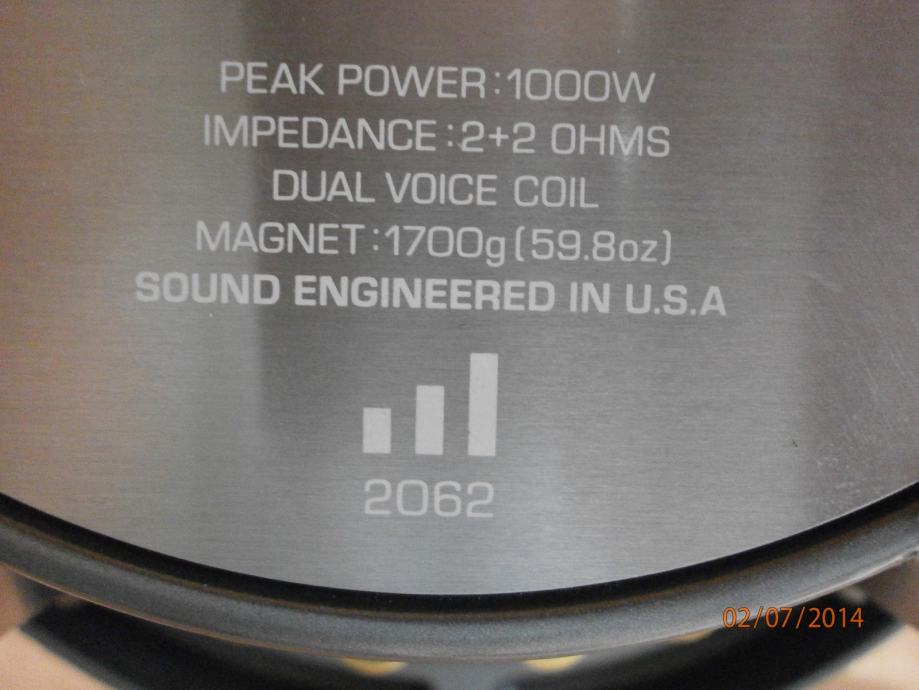 PEAK POWER:1000W
IMPEDANCE:2+2 OHMS
DUAL VOICE COIL
MAGNET:1700g(59.8oz)
SOUND ENGINEERED IN U.S.A
2062
02/07/2014